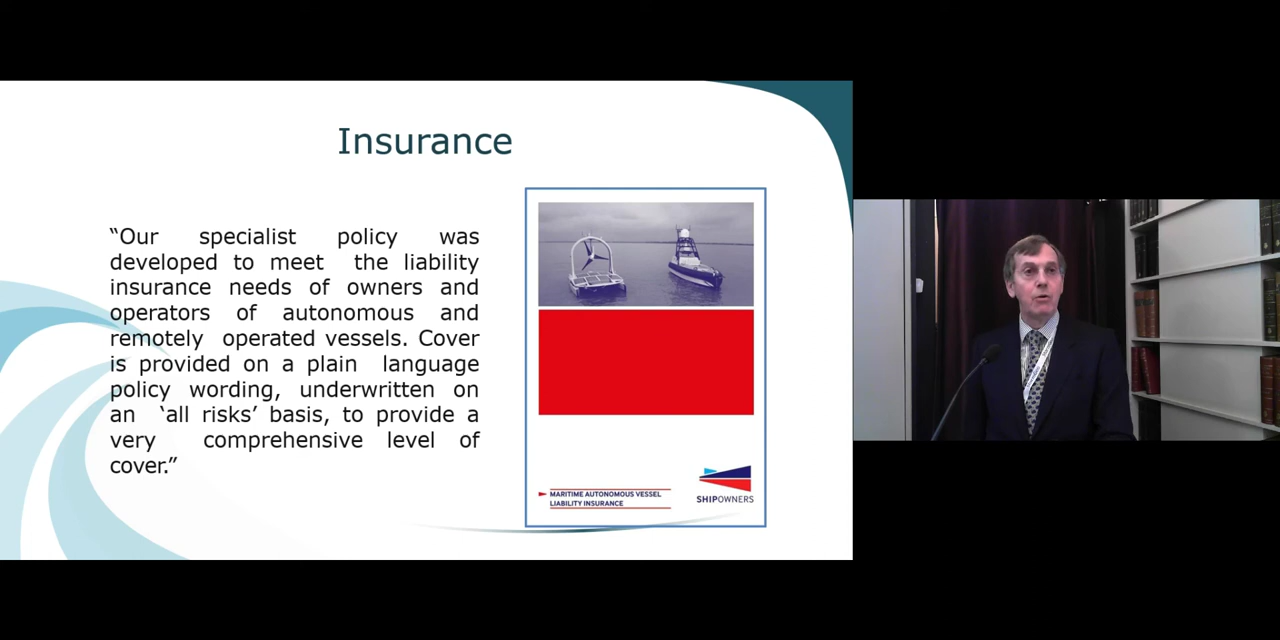 Insurance
“Our specialist policy was
developed to meet the liability
insurance needs of owners and
operators of autonomous and
remotely operated vessels. Cover
is provided on a plain language
policy wording, underwritten on
an ‘all risks’ basis, to provide a
very comprehensive level of
cover.”
MARITIME AUTONOMOUS VESSEL
LIABILITY INSURANCE
SHIPOWNERS